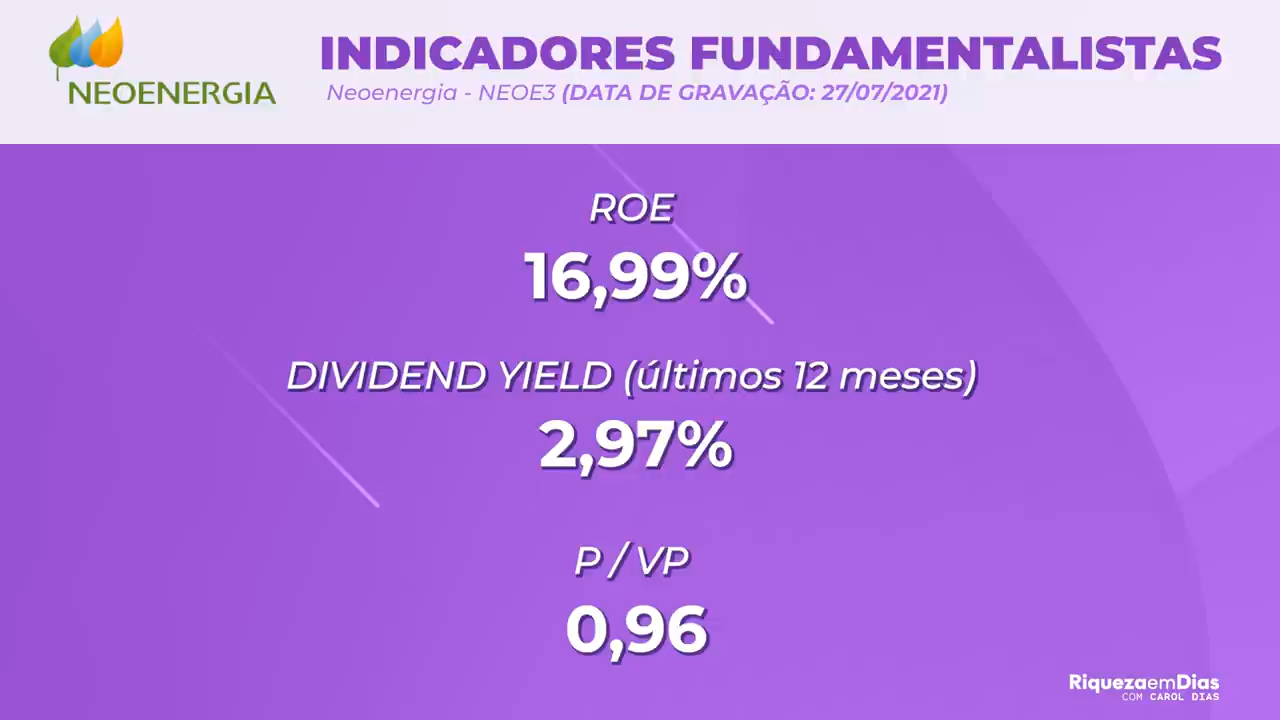 NEOENERGIA
INDICADORES FUNDAMENTALISTAS
Neoenergia - NEOE3 (DATA DE GRAVAÇÃO: 27/07/2021)
ROE
16,99%
DIVIDEND YIELD (últimos 12 meses)
2,97%
P / VP
0,96
RiquezaemDias
COM CAROL DIAS